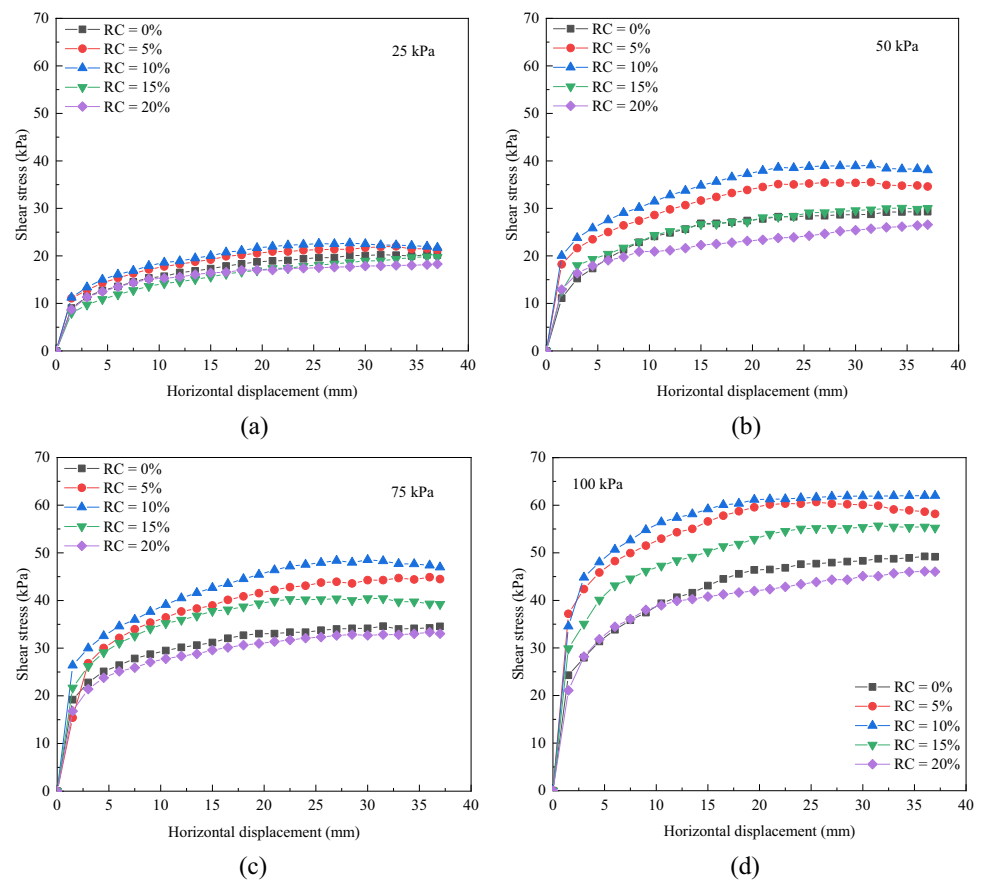 70
60
50
40
30
20
10
0
Shear stress (kPa)
RC = 0%
RC = 5%
RC = 10%
RC = 15%
RC = 20%
25 kPa
0 5 10 15 20 25 30 35 40
Horizontal displacement (mm)
(a)
70
60
50
40
30
20
10
0
Shear stress (kPa)
RC = 0%
RC = 5%
RC = 10%
RC = 15%
RC = 20%
50 kPa
0 5 10 15 20 25 30 35 40
Horizontal displacement (mm)
(b)
70
60
50
40
30
20
10
0
Shear stress (kPa)
RC = 0%
RC = 5%
RC = 10%
RC = 15%
RC = 20%
75 kPa
0 5 10 15 20 25 30 35 40
Horizontal displacement (mm)
(c)
70
60
50
40
30
20
10
0
Shear stress (kPa)
100 kPa
RC = 0%
RC = 5%
RC = 10%
RC = 15%
RC = 20%
0 5 10 15 20 25 30 35 40
Horizontal displacement (mm)
(d)